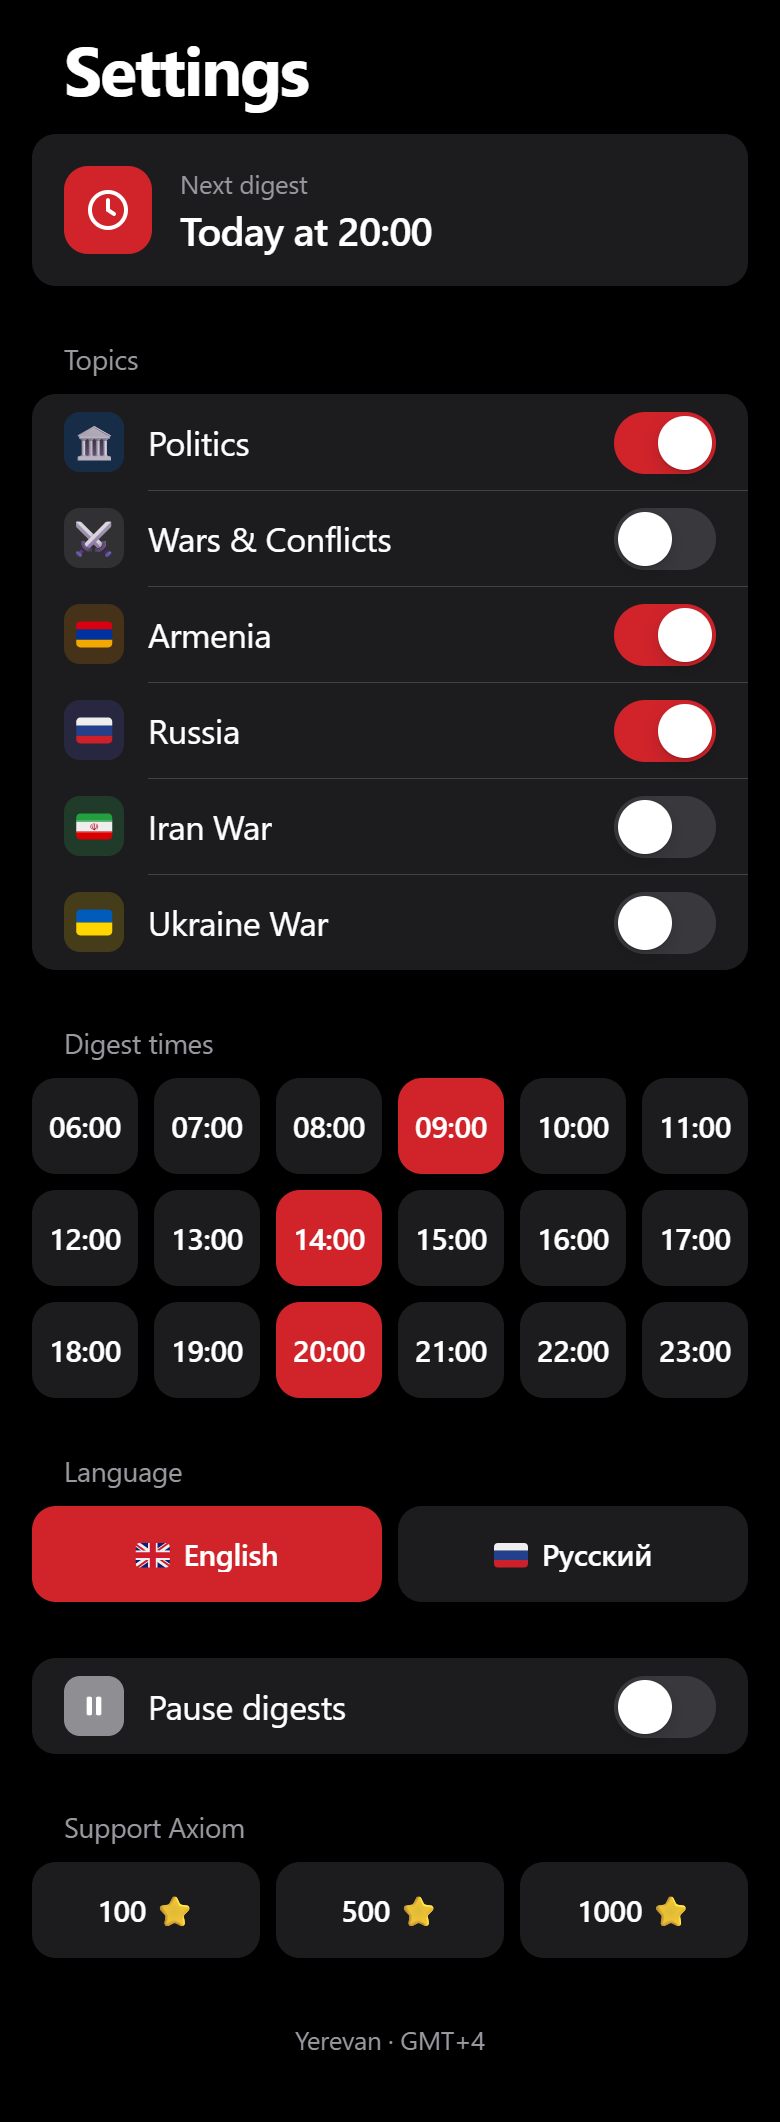 Settings
Next digest
Today at 20:00
Topics
Politics
Wars & Conflicts
Armenia
Russia
Iran War
Ukraine War
Digest times
06:00 07:00 08:00 09:00 10:00 11:00
12:00 13:00 14:00 15:00 16:00 17:00
18:00 19:00 20:00 21:00 22:00 23:00
Language
English Русский
Pause digests
Support Axiom
100 500 1000
Yerevan · GMT+4